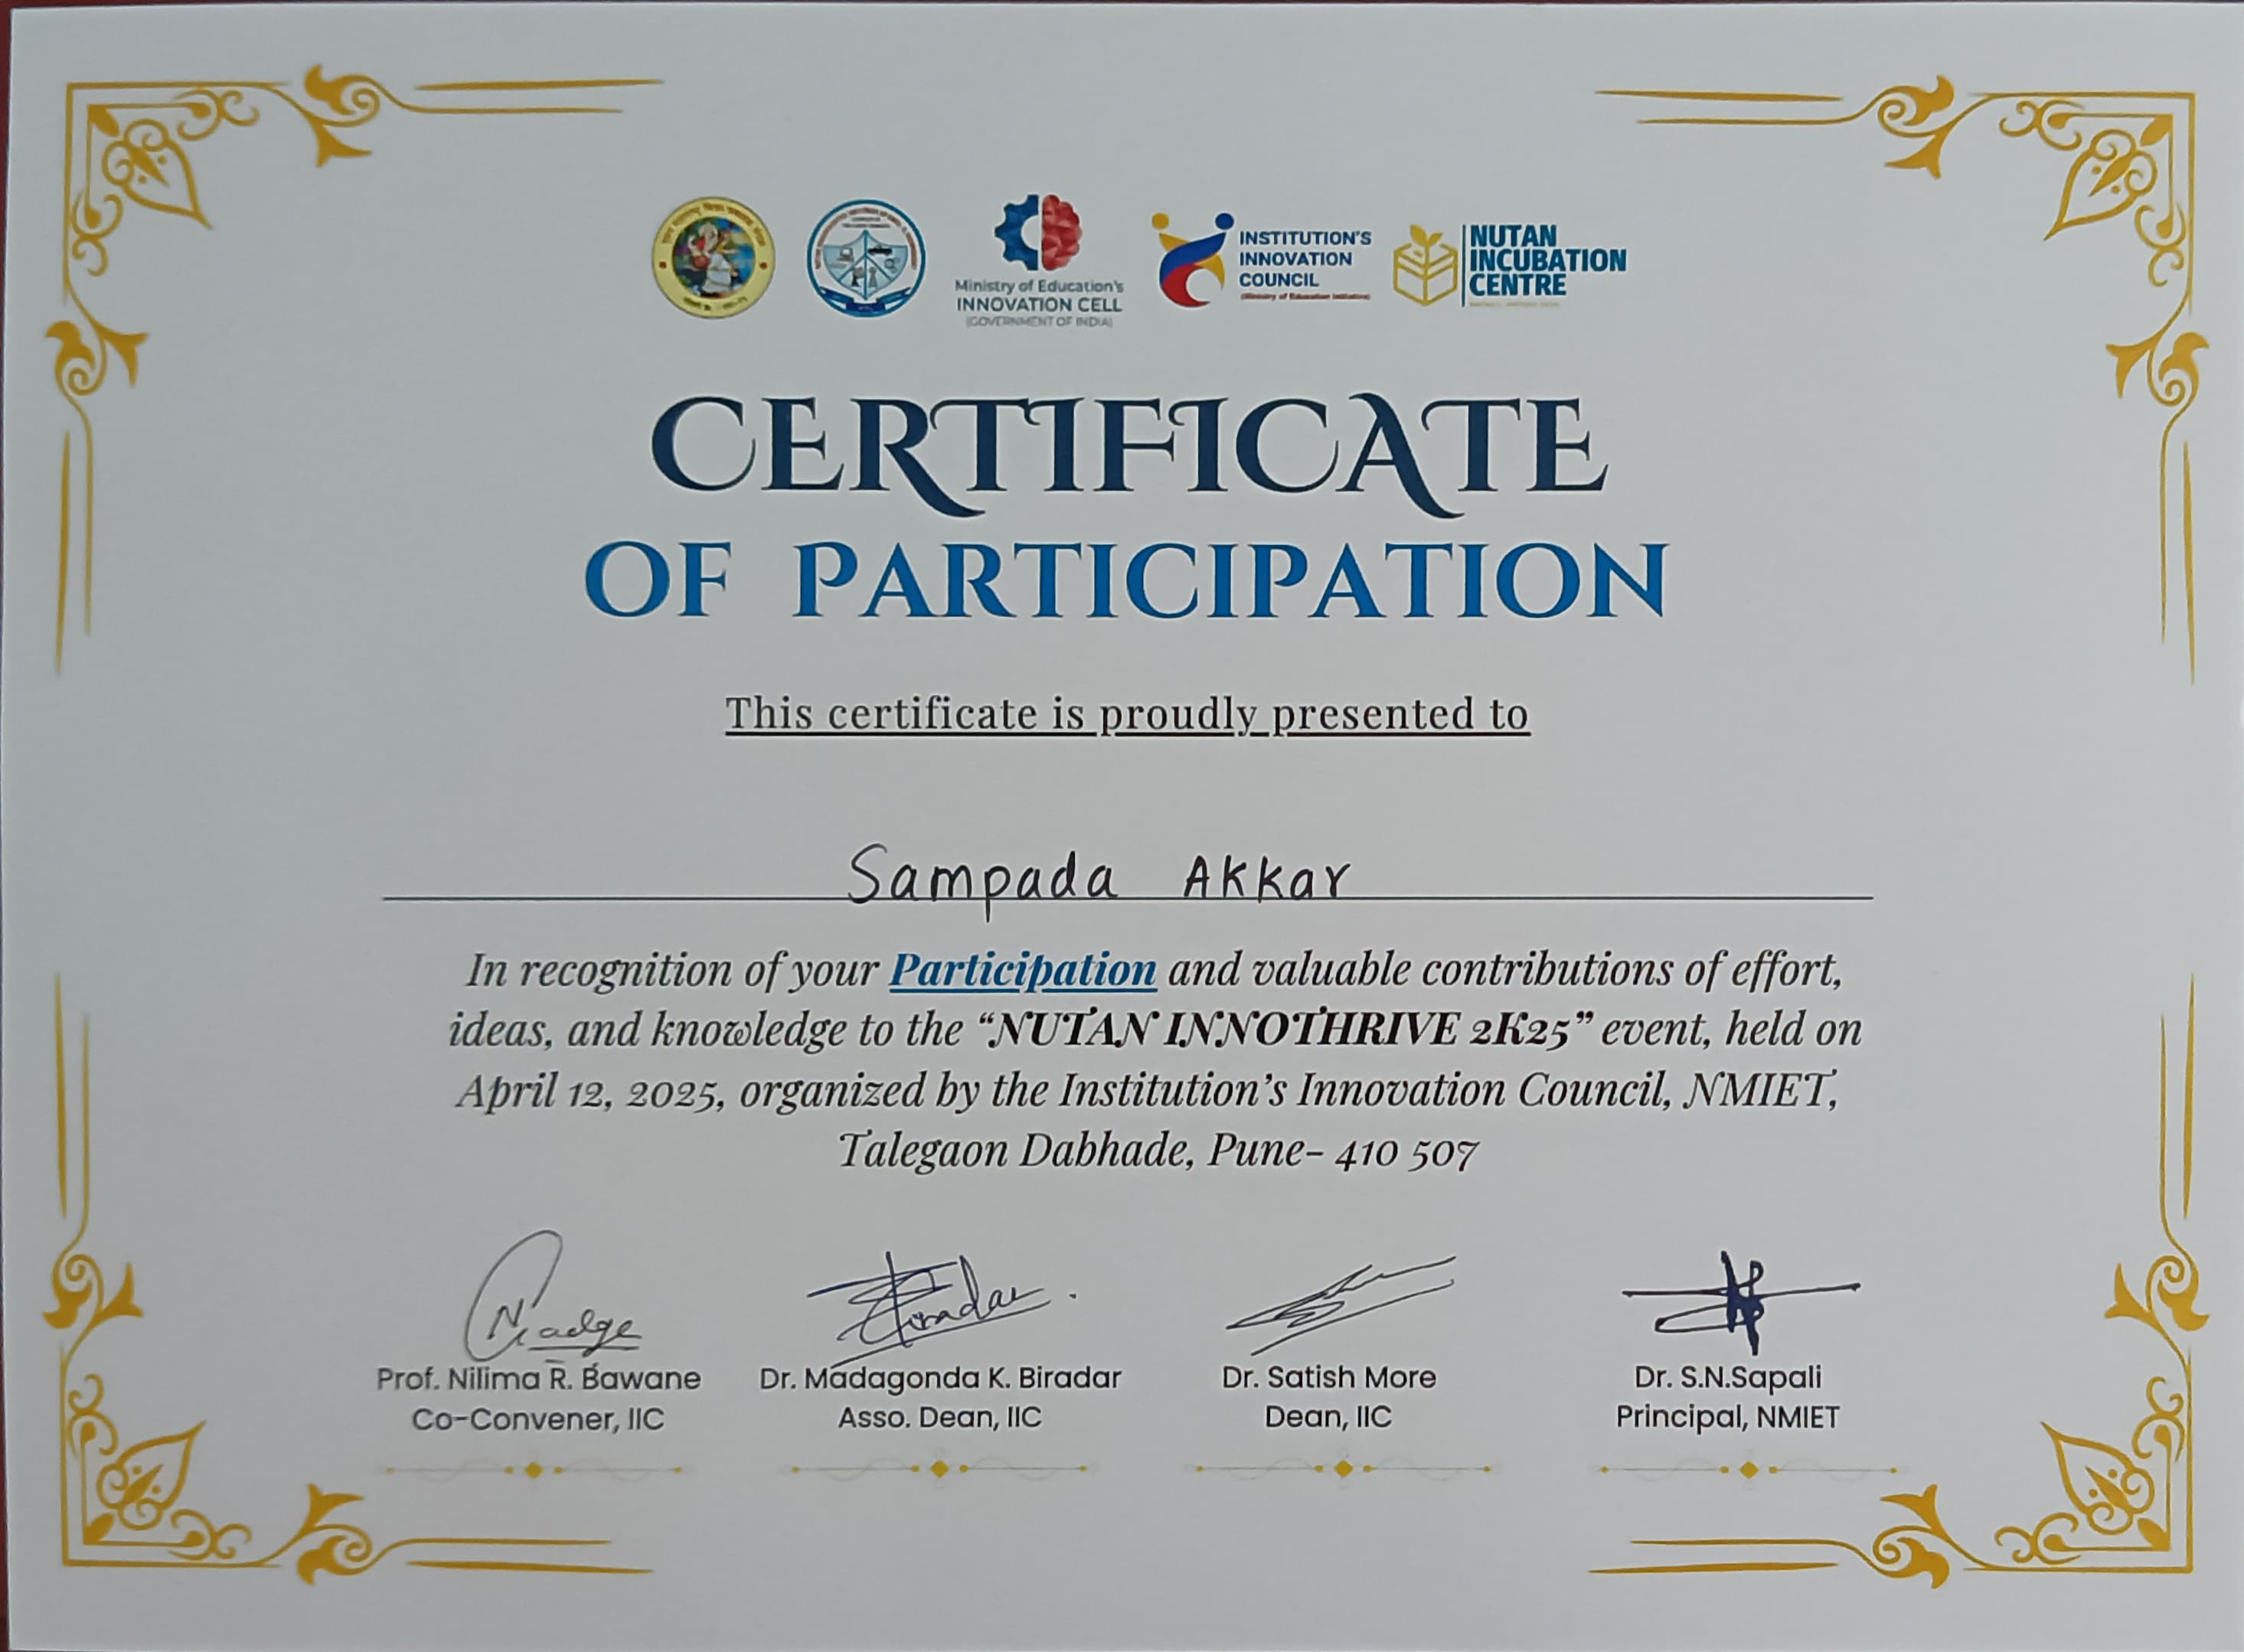 Ministry of Education's
INNOVATION CELL
(GOVERNMENT OF INDIA)
INSTITUTION'S
INNOVATION
COUNCIL
(Ministry of Education Initiative)
NUTAN
INCUBATION
CENTRE
CERTIFICATE
OF PARTICIPATION
This certificate is proudly presented to
Sampada Akkar
In recognition of your Participation and valuable contributions of effort,
ideas, and knowledge to the “NUTAN INNOTHRIVE 2K25” event, held on
April 12, 2025, organized by the Institution’s Innovation Council, NMIET,
Talegaon Dabhade, Pune- 410 507
Prof. Nilima R. Bawane
Co-Convener, IIC
Dr. Madagonda K. Biradar
Asso. Dean, IIC
Dr. Satish More
Dean, IIC
Dr. S.N.Sapali
Principal, NMIET